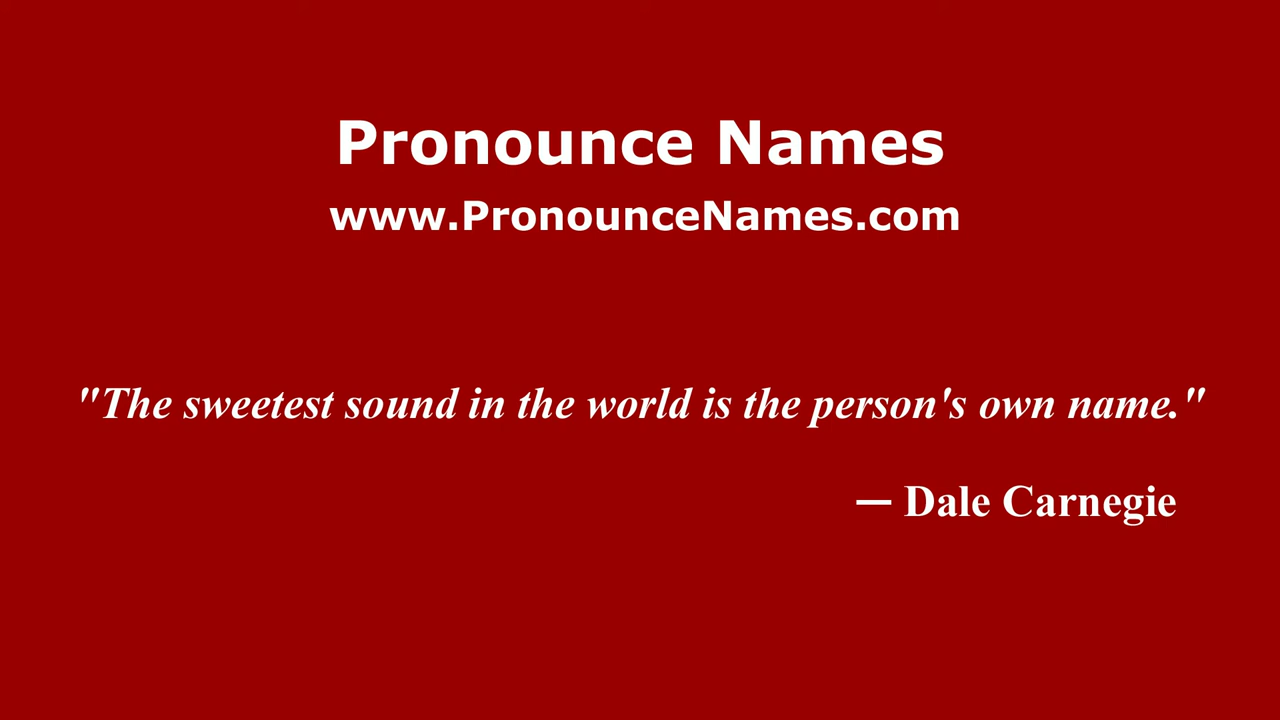 Pronounce Names
www.PronounceNames.com
"The sweetest sound in the world is the person's own name."
— Dale Carnegie